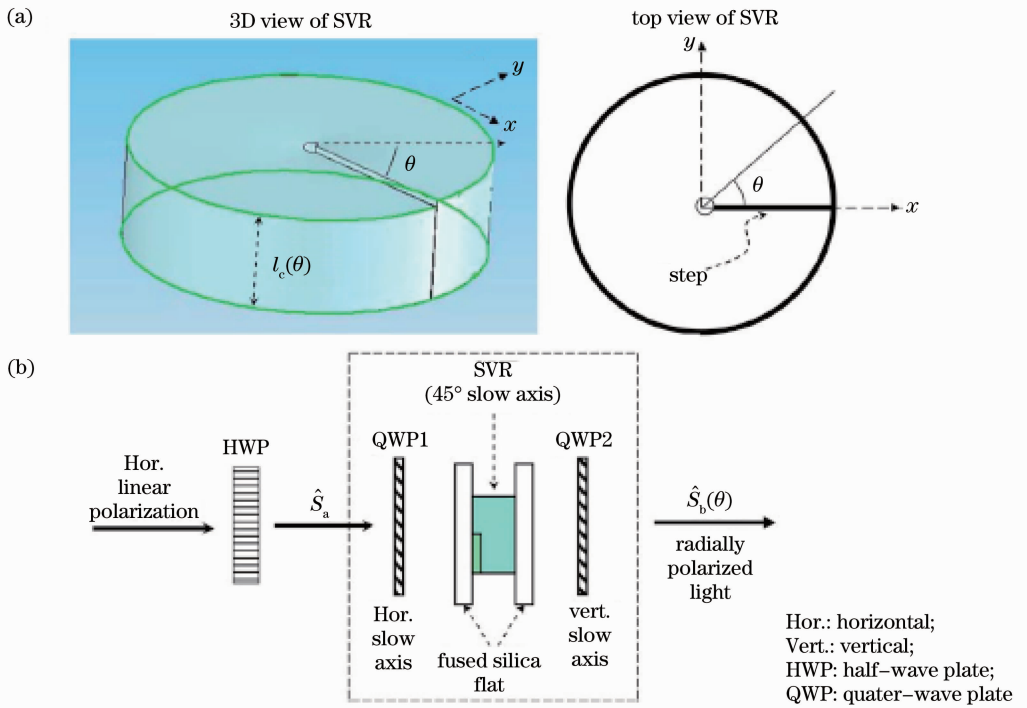 (a)
3D view of SVR
top view of SVR
y
x
θ
l_c(θ)
y
θ
x
step
(b)
SVR
(45° slow axis)
HWP
QWP1
QWP2
Hor.
linear
polarization
Ŝ_a
Ŝ_b(θ)
radially
polarized
light
Hor.
slow
axis
fused silica
flat
vert.
slow
axis
Hor.: horizontal;
Vert.: vertical;
HWP: half-wave plate;
QWP: quater-wave plate